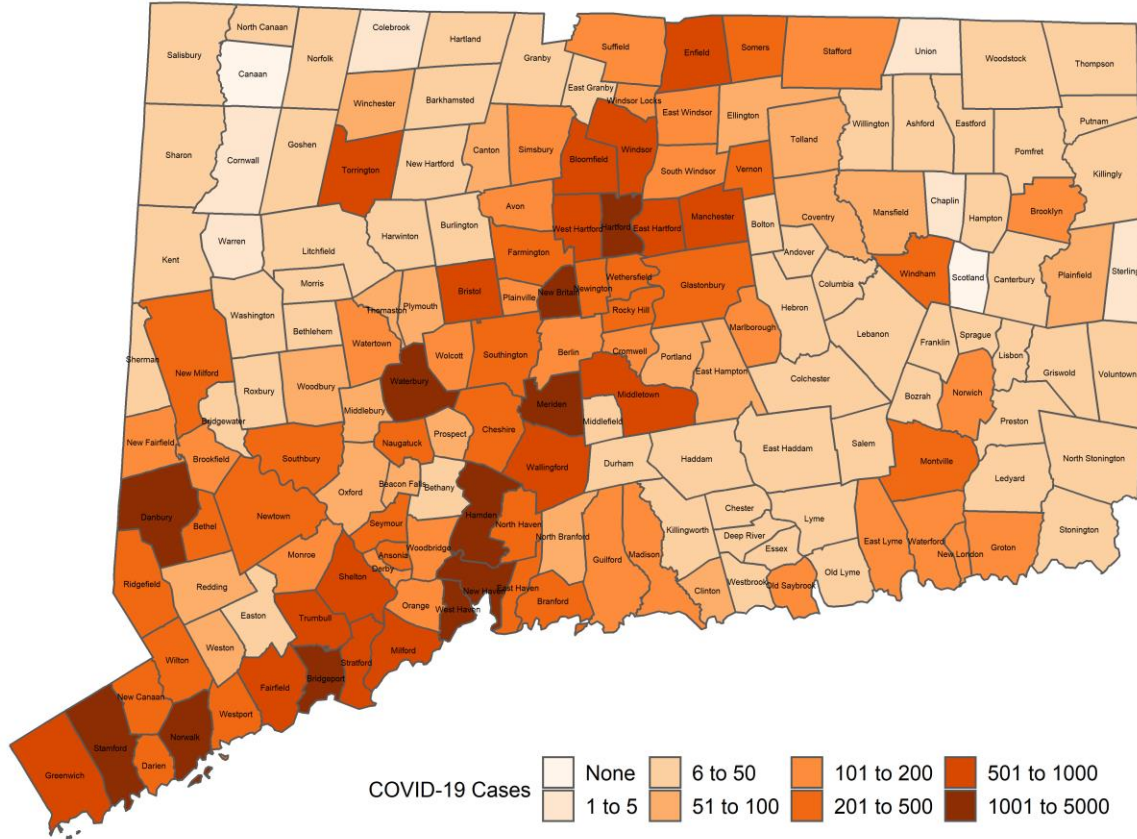 North Canaan
Colebrook
Hartland
Salisbury
Norfolk
Canaan
Granby
Suffield
Enfield
Somers
Stafford
Union
Woodstock
Thompson
East Granby
Windsor Locks
Winchester
Barkhamsted
East Windsor
Ellington
Willington
Ashford
Eastford
Putnam
Sharon
Cornwall
Goshen
Torrington
New Hartford
Canton
Simsbury
Bloomfield
Windsor
South Windsor
Vernon
Tolland
Pomfret
Killingly
Avon
West Hartford
Hartford
East Hartford
Manchester
Bolton
Coventry
Mansfield
Chaplin
Hampton
Brooklyn
Kent
Warren
Litchfield
Harwinton
Burlington
Farmington
Andover
Morris
Bristol
New Britain
Newington
Wethersfield
Glastonbury
Columbia
Windham
Scotland
Canterbury
Plainfield
Sterling
Washington
Bethlehem
Thomaston
Plymouth
Plainville
Rocky Hill
Hebron
Marlborough
Lebanon
Franklin
Sprague
Lisbon
Griswold
Voluntown
Sherman
New Milford
Watertown
Wolcott
Southington
Berlin
Cromwell
Portland
East Hampton
Colchester
Roxbury
Woodbury
Waterbury
Meriden
Middletown
Bozrah
Norwich
Preston
Bridgewater
Middlebury
Cheshire
Middlefield
New Fairfield
Brookfield
Southbury
Naugatuck
Prospect
Wallingford
Durham
Haddam
East Haddam
Salem
Montville
North Stonington
Ledyard
Oxford
Beacon Falls
Bethany
Danbury
Bethel
Newtown
Seymour
Hamden
North Haven
North Branford
Killingworth
Chester
Lyme
Stonington
Ansonia
Woodbridge
Guilford
Madison
Deep River
Essex
East Lyme
Waterford
New London
Groton
Monroe
Derby
Ridgefield
Redding
Shelton
Orange
New Haven
East Haven
Branford
Clinton
Westbrook
Old Saybrook
Old Lyme
Easton
Trumbull
West Haven
Weston
Wilton
Stratford
Milford
Fairfield
Bridgeport
New Canaan
Westport
Stamford
Norwalk
Darien
Greenwich
COVID-19 Cases
None
6 to 50
101 to 200
501 to 1000
1 to 5
51 to 100
201 to 500
1001 to 5000